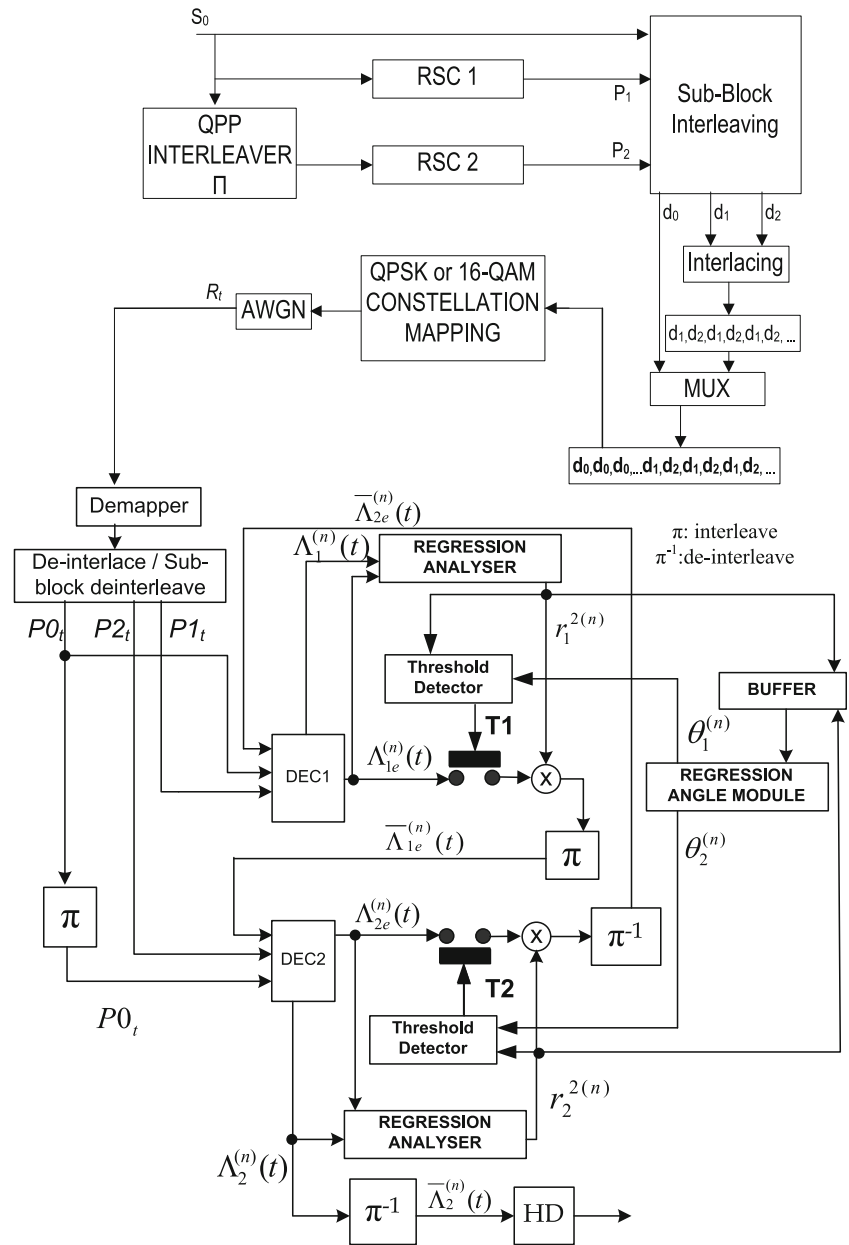 S₀
RSC 1
P₁
Sub-Block
Interleaving
QPP
INTERLEAVER
Π
RSC 2
P₂
d₀
d₁
d₂
Interlacing
d₁,d₂,d₁,d₂,d₁,d₂, ...
MUX
d₀,d₀,d₀,...d₁,d₂,d₁,d₂,d₁,d₂, ...
QPSK or 16-QAM
CONSTELLATION
MAPPING
AWGN
Rₜ
Demapper
De-interlace / Sub-
block deinterleave
P0ₜ
P2ₜ
P1ₜ
Λ̅₂ₑ⁽ⁿ⁾(t)
Λ₁⁽ⁿ⁾(t)
REGRESSION
ANALYSER
π: interleave
π⁻¹:de-interleave
r₁²⁽ⁿ⁾
Threshold
Detector
BUFFER
T1
θ₁⁽ⁿ⁾
DEC1
Λ₁ₑ⁽ⁿ⁾(t)
X
REGRESSION
ANGLE MODULE
θ₂⁽ⁿ⁾
Λ̅₁ₑ⁽ⁿ⁾(t)
π
π
Λ₂ₑ⁽ⁿ⁾(t)
X
π⁻¹
DEC2
T2
P0ₜ
Threshold
Detector
r₂²⁽ⁿ⁾
REGRESSION
ANALYSER
Λ₂⁽ⁿ⁾(t)
π⁻¹
Λ̅₂⁽ⁿ⁾(t)
HD